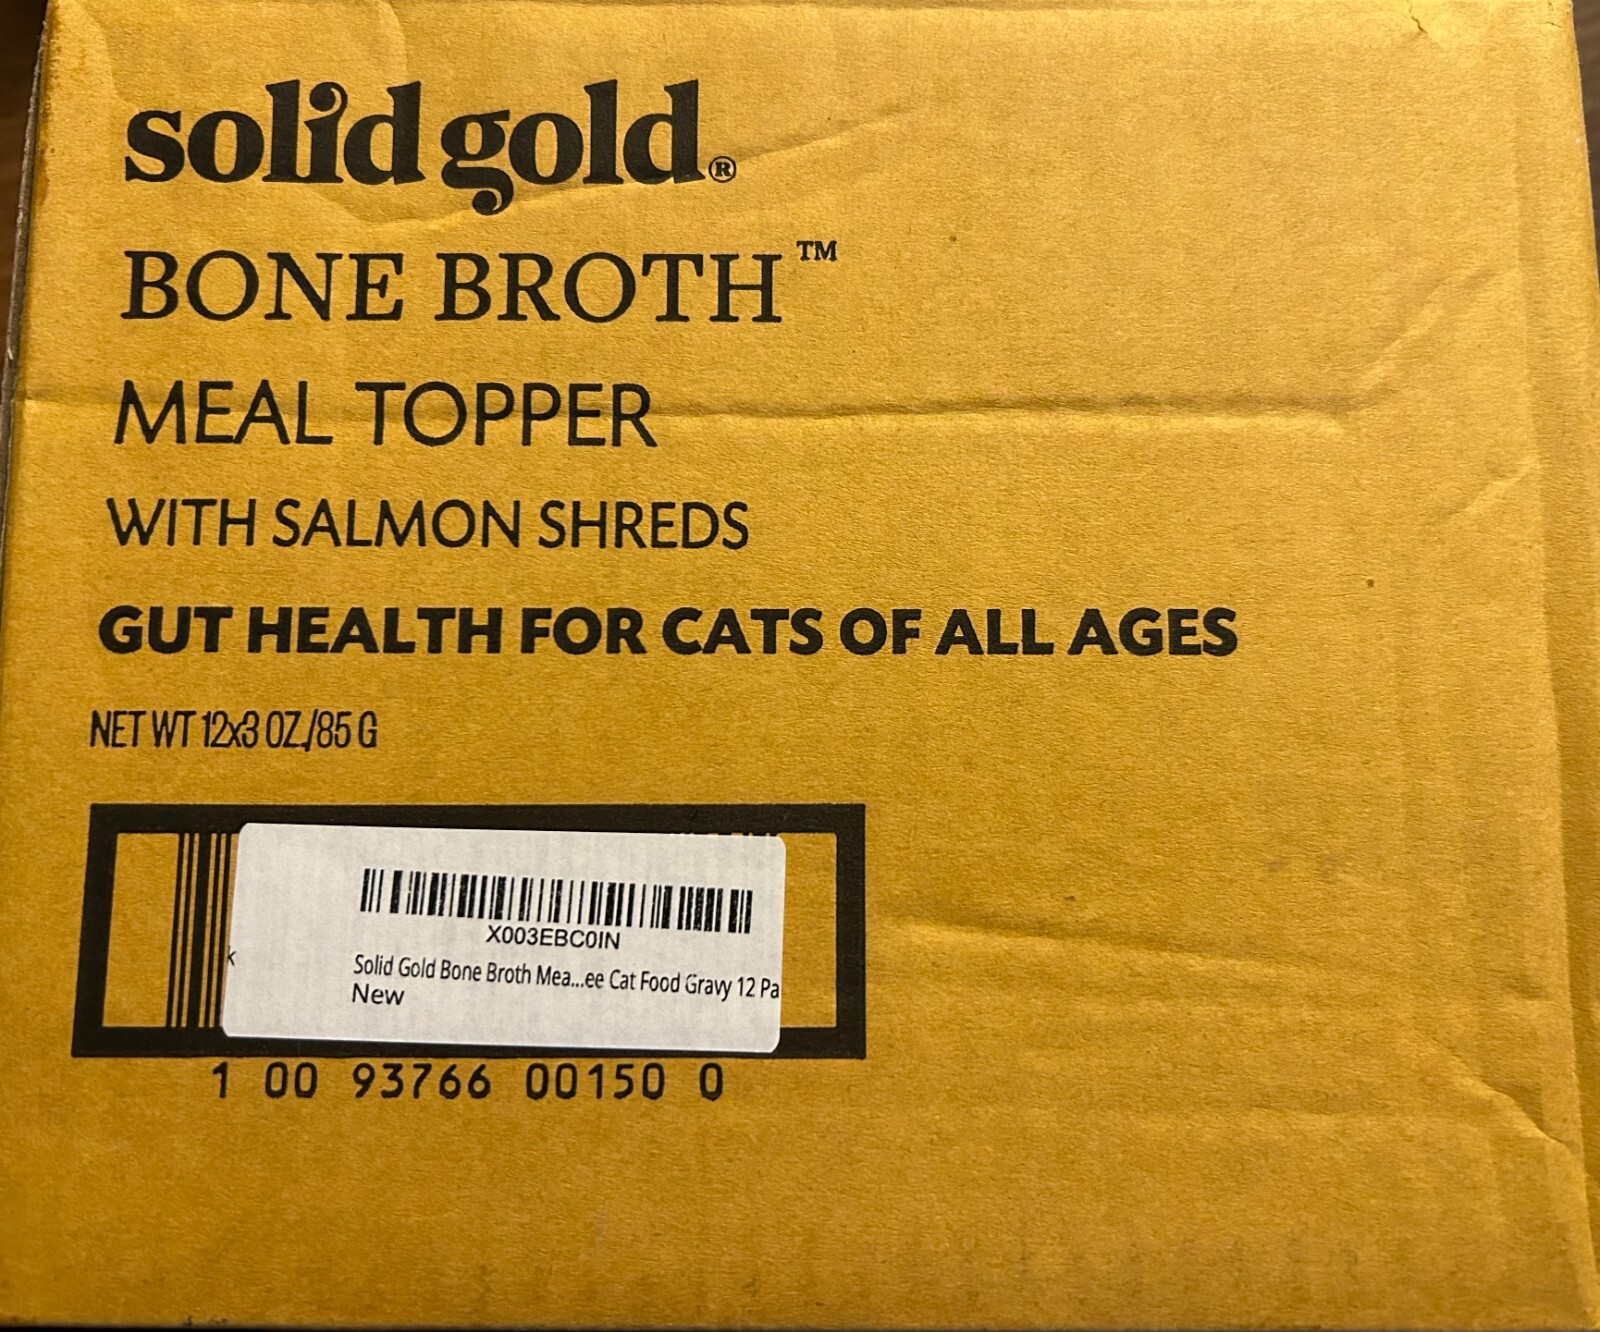 solid gold®
BONE BROTH™
MEAL TOPPER
WITH SALMON SHREDS
GUT HEALTH FOR CATS OF ALL AGES
NET WT 12x3 OZ./85 G
X003EBC0IN
k
Solid Gold Bone Broth Mea...ee Cat Food Gravy 12 Pa
New
1 00 93766 00150 0